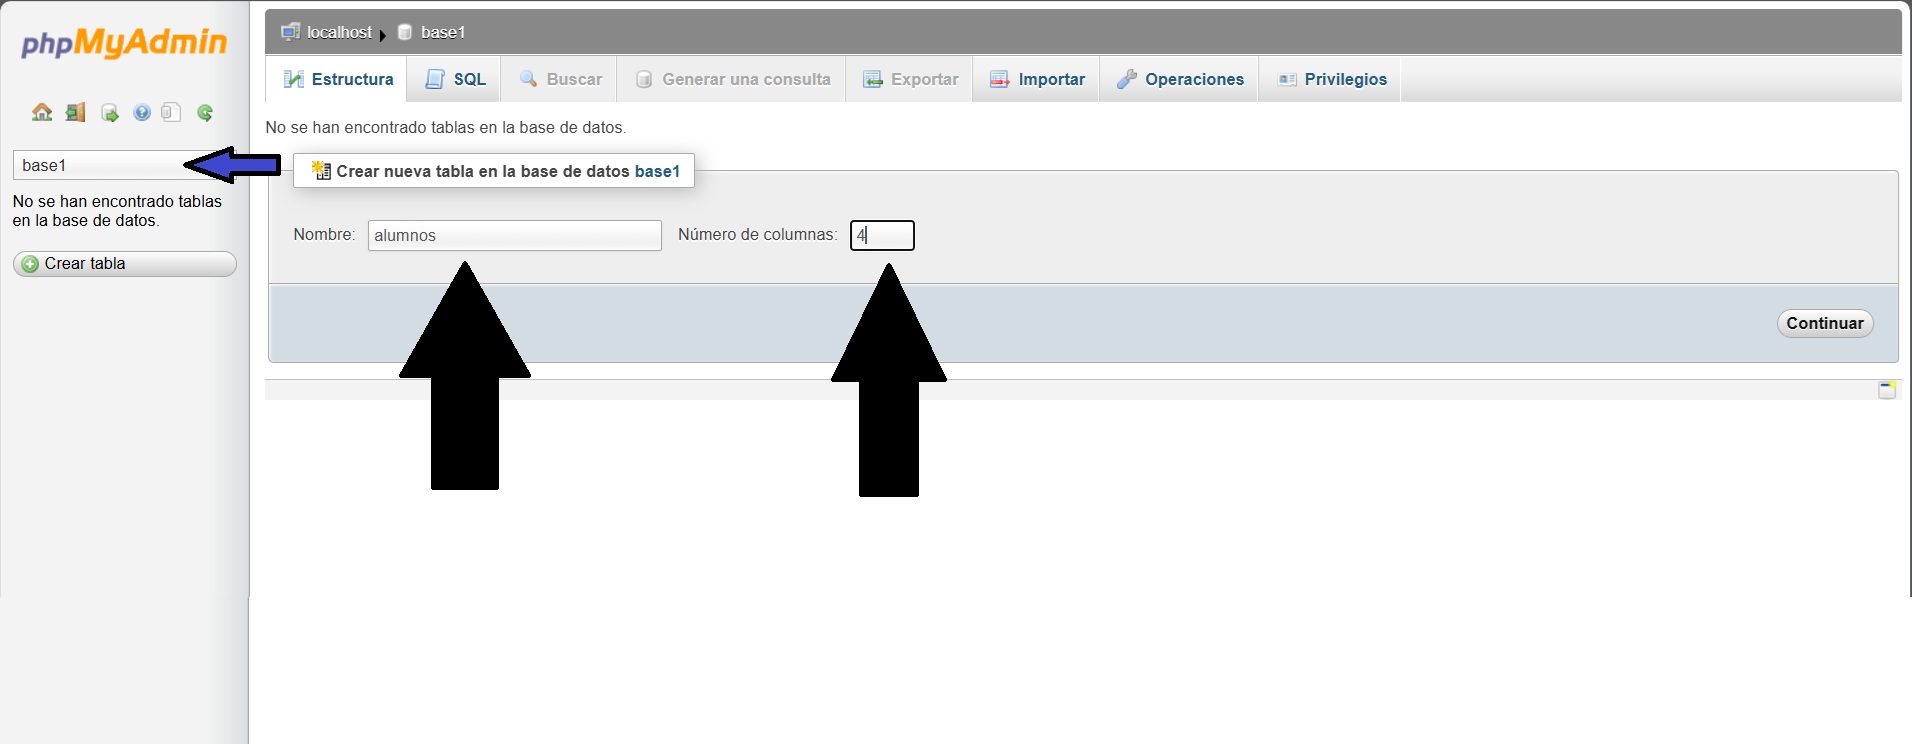 phpMyAdmin
base1
No se han encontrado tablas
en la base de datos.
Crear tabla
localhost base1
Estructura SQL Buscar Generar una consulta Exportar Importar Operaciones Privilegios
No se han encontrado tablas en la base de datos.
Crear nueva tabla en la base de datos base1
Nombre: alumnos Número de columnas: 4
Continuar